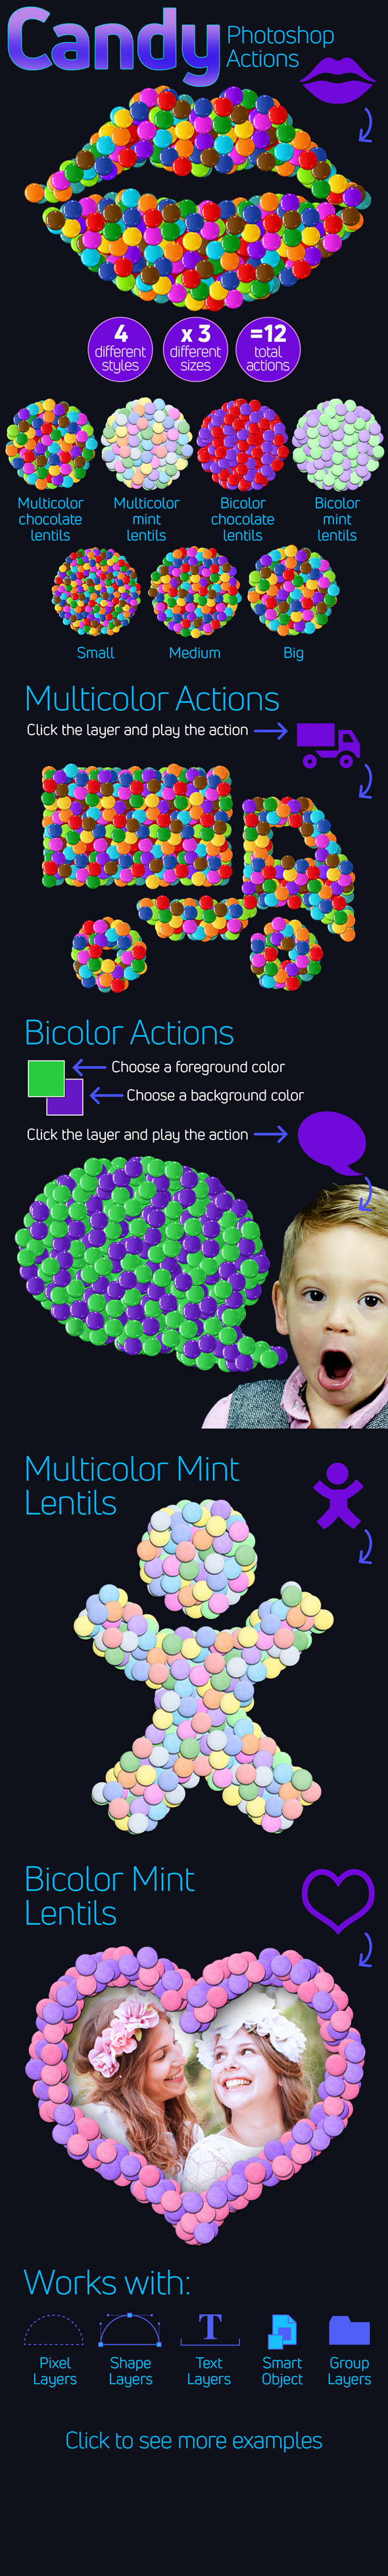 Candy Photoshop
Actions
4
different
styles
x 3
different
sizes
=12
total
actions
Multicolor
chocolate
lentils
Multicolor
mint
lentils
Bicolor
chocolate
lentils
Bicolor
mint
lentils
Small
Medium
Big
Multicolor Actions
Click the layer and play the action
Bicolor Actions
Choose a foreground color
Choose a background color
Click the layer and play the action
Multicolor Mint
Lentils
Bicolor Mint
Lentils
Works with:
T
Pixel
Layers
Shape
Layers
Text
Layers
Smart
Object
Group
Layers
Click to see more examples